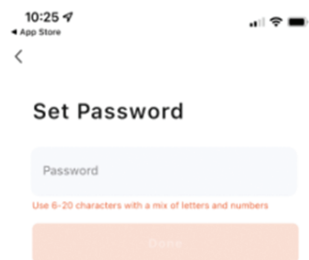 10:25
App Store
Set Password
Password
Use 6-20 characters with a mix of letters and numbers
Done